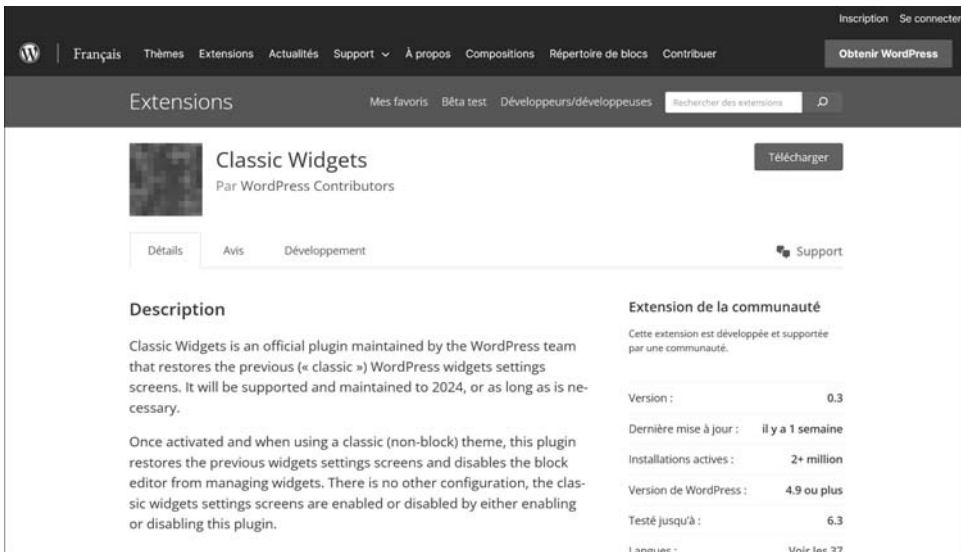 Inscription Se connecter
Français Thèmes Extensions Actualités Support À propos Compositions Répertoire de blocs Contribuer Obtenir WordPress
Extensions Mes favoris Bêta test Développeurs/développeuses Rechercher des extensions
Classic Widgets Télécharger
Par WordPress Contributors
Détails Avis Développement Support
Description
Classic Widgets is an official plugin maintained by the WordPress team
that restores the previous (« classic ») WordPress widgets settings
screens. It will be supported and maintained to 2024, or as long as is ne-
cessary.
Once activated and when using a classic (non-block) theme, this plugin
restores the previous widgets settings screens and disables the block
editor from managing widgets. There is no other configuration, the clas-
sic widgets settings screens are enabled or disabled by either enabling
or disabling this plugin.
Extension de la communauté
Cette extension est développée et supportée
par une communauté.
Version : 0.3
Dernière mise à jour : il y a 1 semaine
Installations actives : 2+ million
Version de WordPress : 4.9 ou plus
Testé jusqu’à : 6.3
Langues : Voir les 37